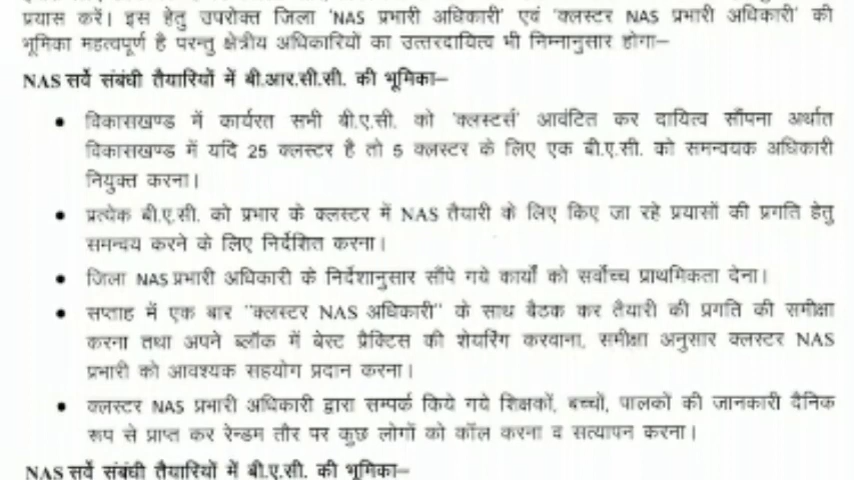 प्रयास करें। इस हेतु उपरोक्त जिला 'NAS प्रभारी अधिकारी' एवं 'क्लस्टर NAS प्रभारी अधिकारी' की
भूमिका महत्वपूर्ण है परन्तु क्षेत्रीय अधिकारियों का उत्तरदायित्व भी निम्नानुसार होगा–
NAS सर्वे संबंधी तैयारियों में बी.आर.सी.सी. की भूमिका–
• विकासखण्ड में कार्यरत सभी बी.ए.सी. को 'क्लस्टर्स' आवंटित कर दायित्व सौंपना अर्थात
विकासखण्ड में यदि 25 क्लस्टर है तो 5 क्लस्टर के लिए एक बी.ए.सी. को समन्वयक अधिकारी
नियुक्त करना।
• प्रत्येक बी.ए.सी. को प्रभार के क्लस्टर में NAS तैयारी के लिए किए जा रहे प्रयासों की प्रगति हेतु
समन्वय करने के लिए निर्देशित करना।
• जिला NAS प्रभारी अधिकारी के निर्देशानुसार सौंपे गये कार्यों को सर्वोच्च प्राथमिकता देना।
• सप्ताह में एक बार "क्लस्टर NAS अधिकारी" के साथ बैठक कर तैयारी की प्रगति की समीक्षा
करना तथा अपने ब्लॉक में बेस्ट प्रैक्टिस की शेयरिंग करवाना, समीक्षा अनुसार क्लस्टर NAS
प्रभारी को आवश्यक सहयोग प्रदान करना।
• क्लस्टर NAS प्रभारी अधिकारी द्वारा सम्पर्क किये गये शिक्षकों, बच्चों, पालकों की जानकारी दैनिक
रूप से प्राप्त कर रेन्डम तौर पर कुछ लोगों को कॉल करना व सत्यापन करना।
NAS सर्वे संबंधी तैयारियों में बी.ए.सी. की भूमिका–